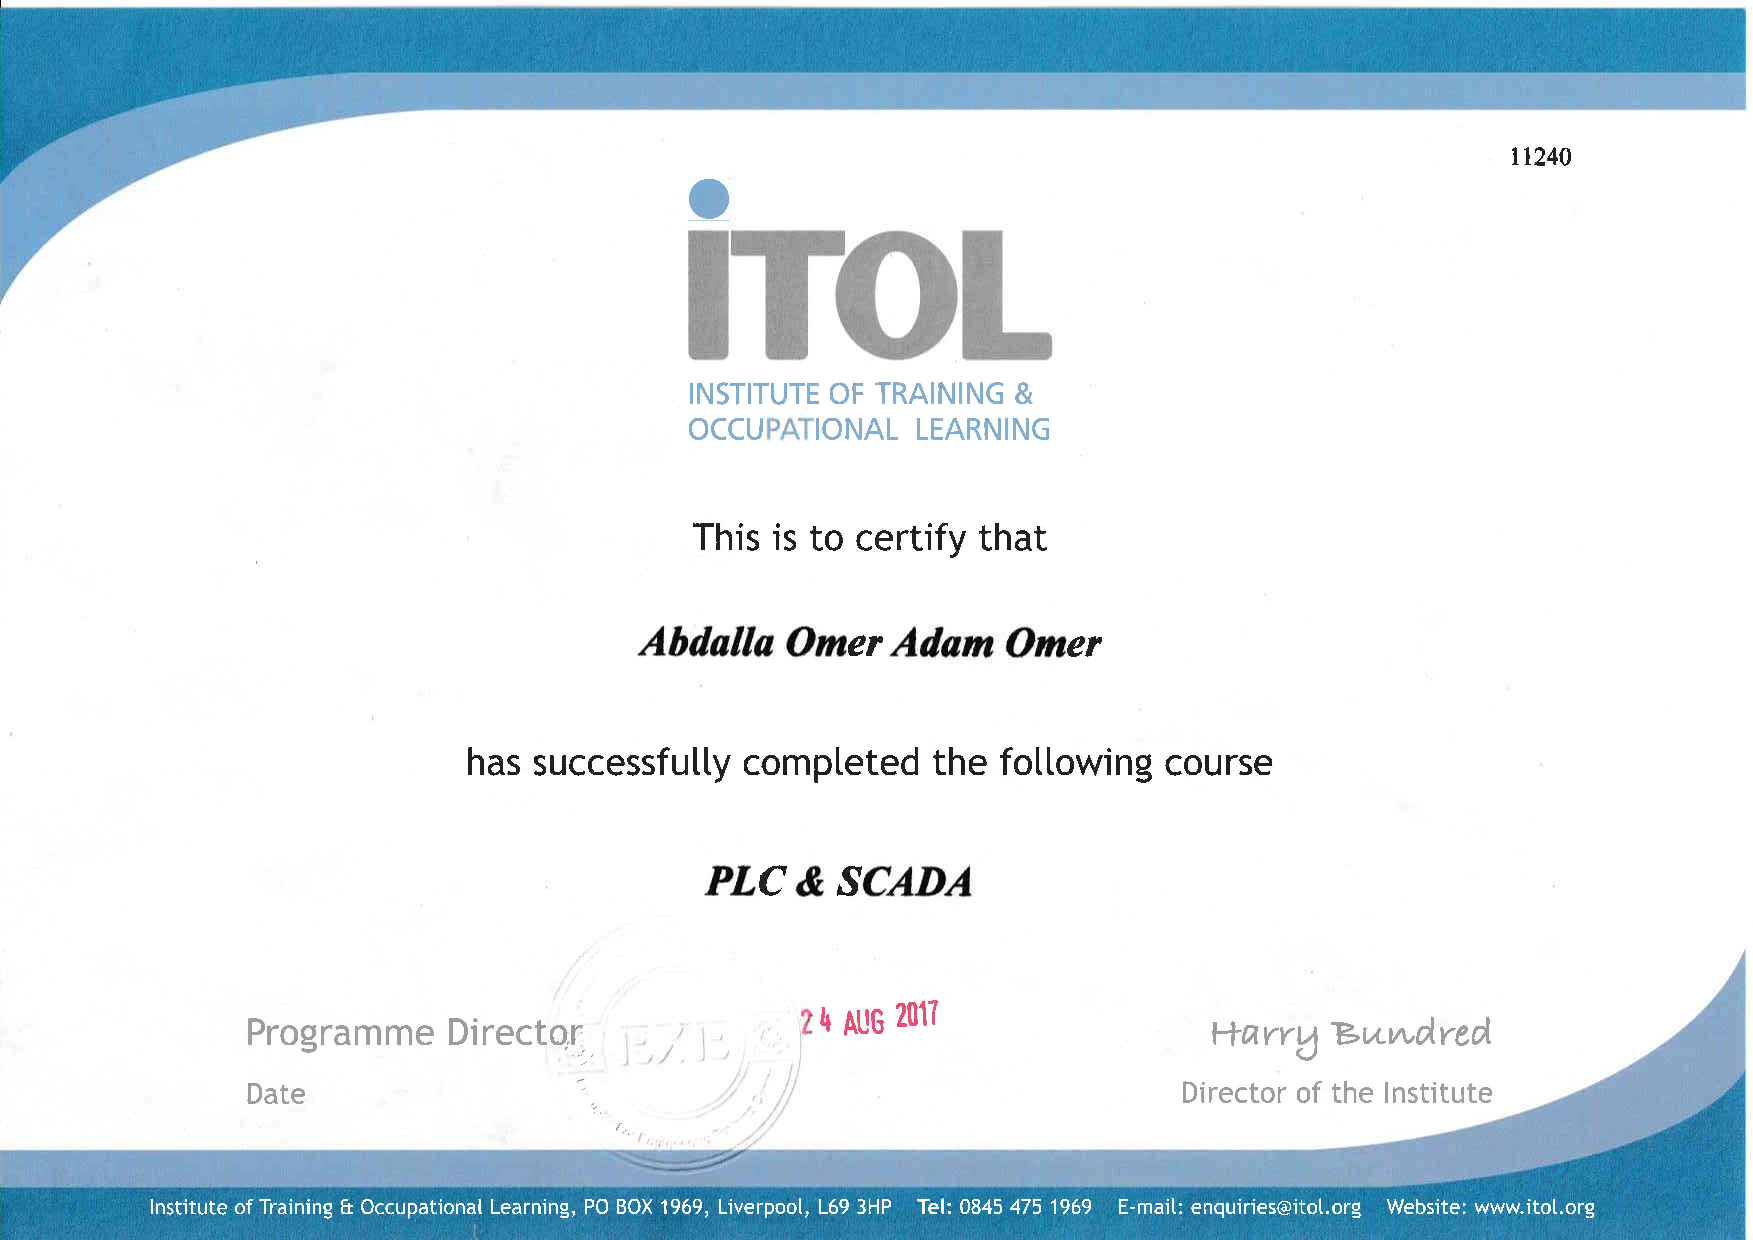 11240
iTOL
INSTITUTE OF TRAINING &
OCCUPATIONAL LEARNING
This is to certify that
Abdalla Omer Adam Omer
has successfully completed the following course
PLC & SCADA
Programme Director
24 AUG 2017
Harry Bundred
Date
Director of the Institute
EXE
Institute of Training & Occupational Learning, PO BOX 1969, Liverpool, L69 3HP Tel: 0845 475 1969 E-mail: enquiries@itol.org Website: www.itol.org